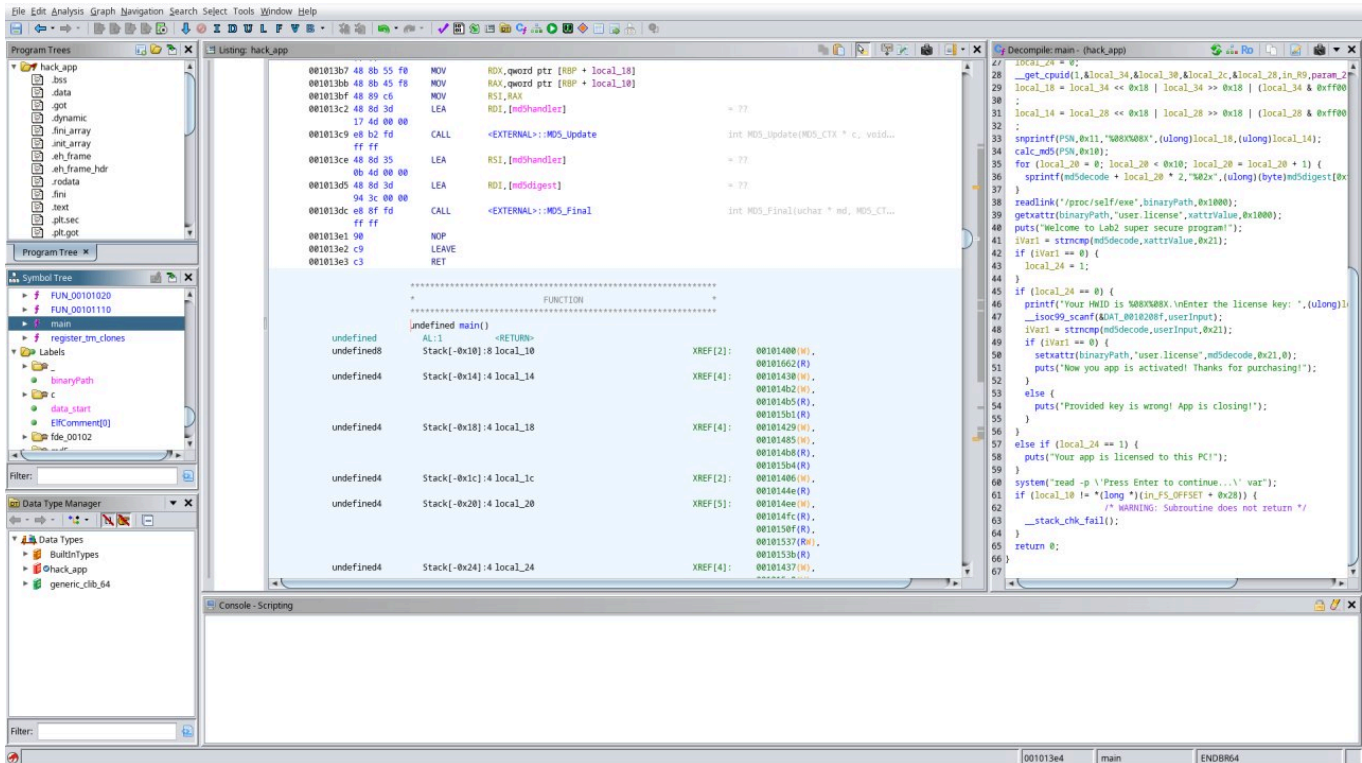 File Edit Analysis Graph Navigation Search Select Tools Window Help
I D U L F V B
Program Trees
hack_app
.bss
.data
.got
.dynamic
.fini_array
.init_array
.eh_frame
.eh_frame_hdr
.rodata
.fini
.text
.plt.sec
.plt.got
Program Tree ×
Symbol Tree
f FUN_00101020
f FUN_00101110
f main
f register_tm_clones
Labels
_
binaryPath
c
data_start
ElfComment[0]
fde_00102
Filter:
Data Type Manager
Data Types
BuiltInTypes
hack_app
generic_clib_64
Filter:
Listing: hack_app
001013b7 48 8b 55 f0 MOV RDX,qword ptr [RBP + local_18]
001013bb 48 8b 45 f8 MOV RAX,qword ptr [RBP + local_10]
001013bf 48 89 c6 MOV RSI,RAX
001013c2 48 8d 3d LEA RDI,[md5handler] = ??
17 4d 00 00
001013c9 e8 b2 fd CALL <EXTERNAL>::MD5_Update int MD5_Update(MD5_CTX * c, void...
ff ff
001013ce 48 8d 35 LEA RSI,[md5handler] = ??
0b 4d 00 00
001013d5 48 8d 3d LEA RDI,[md5digest] = ??
94 3c 00 00
001013dc e8 8f fd CALL <EXTERNAL>::MD5_Final int MD5_Final(uchar * md, MD5_CT...
ff ff
001013e1 90 NOP
001013e2 c9 LEAVE
001013e3 c3 RET
* FUNCTION *
undefined main()
undefined AL:1 <RETURN>
undefined8 Stack[-0x10]:8 local_10 XREF[2]: 00101400(W),
00101662(R)
undefined4 Stack[-0x14]:4 local_14 XREF[4]: 00101430(W),
001014b2(W),
001014b5(R)
001015b1(R)
undefined4 Stack[-0x18]:4 local_18 XREF[4]: 00101429(W),
00101485(W),
001014b8(R),
001015b4(R)
undefined4 Stack[-0x1c]:4 local_1c XREF[2]: 00101406(W),
0010144e(R)
undefined4 Stack[-0x20]:4 local_20 XREF[5]: 001014ee(W),
001014fc(R),
0010150f(R),
00101537(RW),
0010153b(R)
undefined4 Stack[-0x24]:4 local_24 XREF[4]: 00101437(W),
Decompile: main - (hack_app)
27 local_24 = 0;
28 __get_cpuid(1,&local_34,&local_30,&local_2c,&local_28,in_R9,param_2
29 local_18 = local_34 << 0x18 | local_34 >> 0x18 | (local_34 & 0xff00
30 ;
31 local_14 = local_28 << 0x18 | local_28 >> 0x18 | (local_28 & 0xff00
32 ;
33 snprintf(PSN,0x11,"%08X%08X",(ulong)local_18,(ulong)local_14);
34 calc_md5(PSN,0x10);
35 for (local_20 = 0; local_20 < 0x10; local_20 = local_20 + 1) {
36 sprintf(md5decode + local_20 * 2,"%02x",(ulong)(byte)md5digest[0x
37 }
38 readlink("/proc/self/exe",binaryPath,0x1000);
39 getxattr(binaryPath,"user.license",xattrValue,0x1000);
40 puts("Welcome to Lab2 super secure program!");
41 iVar1 = strncmp(md5decode,xattrValue,0x21);
42 if (iVar1 == 0) {
43 local_24 = 1;
44 }
45 if (local_24 == 0) {
46 printf("Your HWID is %08X%08X.\nEnter the license key: ",(ulong)l
47 __isoc99_scanf(&DAT_0010208f,userInput);
48 iVar1 = strncmp(md5decode,userInput,0x21);
49 if (iVar1 == 0) {
50 setxattr(binaryPath,"user.license",md5decode,0x21,0);
51 puts("Now you app is activated! Thanks for purchasing!");
52 }
53 else {
54 puts("Provided key is wrong! App is closing!");
55 }
56 }
57 else if (local_24 == 1) {
58 puts("Your app is licensed to this PC!");
59 }
60 system("read -p \'Press Enter to continue...\' var");
61 if (local_10 != *(long *)(in_FS_OFFSET + 0x28)) {
62 /* WARNING: Subroutine does not return */
63 __stack_chk_fail();
64 }
65 return 0;
66 }
67
Console - Scripting
001013e4 main ENDBR64